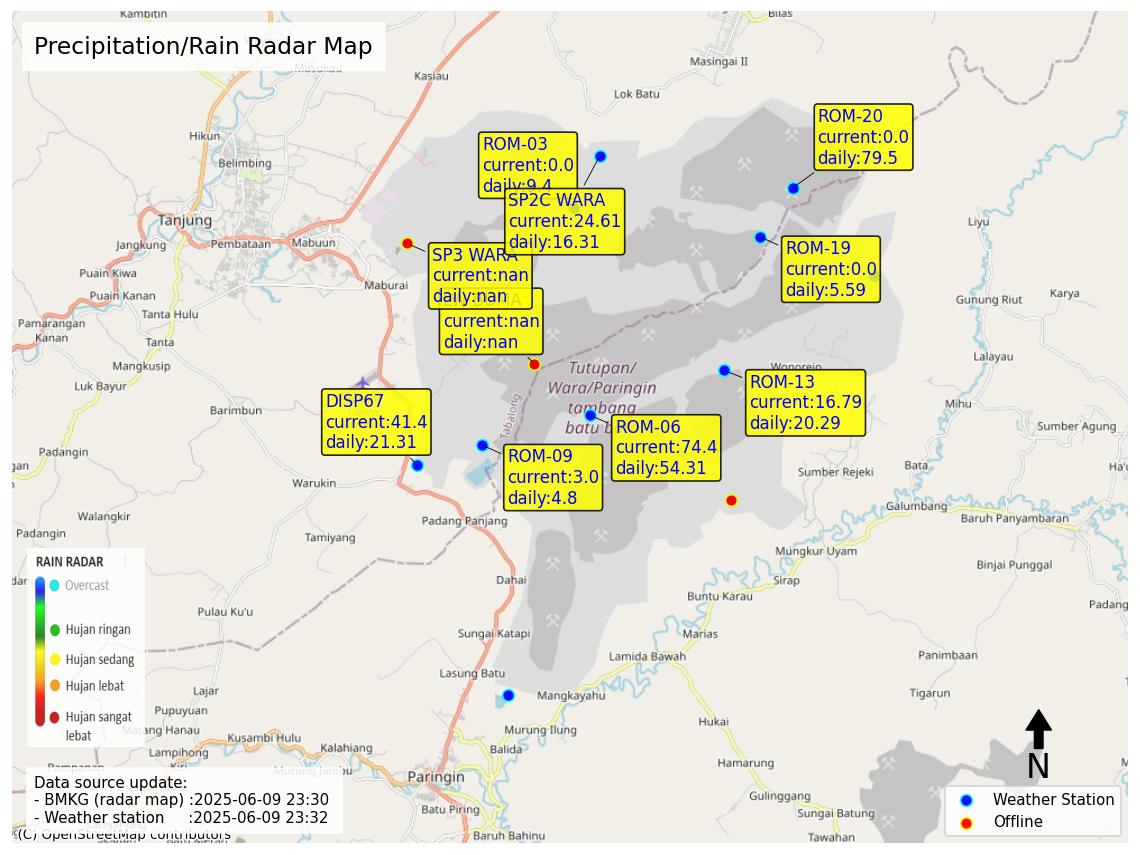 Kambitin
Bilas
Precipitation/Rain Radar Map
Masukau
Kasiau
Masingai II
Lok Batu
ROM-20
current:0.0
daily:79.5
Hikun
ROM-03
current:0.0
daily:9.4
Belimbing
SP2C WARA
current:24.61
daily:16.31
Tanjung
Liyu
Jangkung
Pembataan
Mabuun
SP3 WARA
current:nan
daily:nan
ROM-19
current:0.0
daily:5.59
Puain Kiwa
Maburai
Puain Kanan
Gunung Riut
Karya
Tanta Hulu
current:nan
daily:nan
Pamarangan
Kanan
Tanta
Mangkusip
Lalayau
Wonorejo
Tutupan/
Wara/Paringin
tambang
batu b
ROM-13
current:16.79
daily:20.29
Luk Bayur
Tabalong
Barimbun
DISP67
current:41.4
daily:21.31
Mihu
ROM-06
current:74.4
daily:54.31
Sumber Agung
ROM-09
current:3.0
daily:4.8
gan
Padangin
Bata
Sumber Rejeki
Warukin
Galumbang
Walangkir
Padang Panjang
Baruh Panyambaran
Padangin
Tamiyang
Mungkur Uyam
Binjai Punggal
RAIN RADAR
Overcast
Hujan ringan
Hujan sedang
Hujan lebat
Hujan sangat
lebat
Dahai
Sirap
Buntu Karau
Padang
Pulau Ku'u
Sungai Katapi
Marias
Lamida Bawah
Panimbaan
Lasung Batu
Lajar
Mangkayahu
Tigarun
Pupuyuan
Matang Hanau
Murung Ilung
Hukai
Kusambi Hulu
Kalahiang
Balida
Lampihong
Kiri
Hamarung
N
Pampanan
Murung Jambu
Paringin
Data source update:
- BMKG (radar map) :2025-06-09 23:30
- Weather station :2025-06-09 23:32
Gulinggang
Weather Station
Offline
Batu Piring
Sungai Batung
(C) OpenStreetMap contributors
Baruh Bahinu
Tawahan